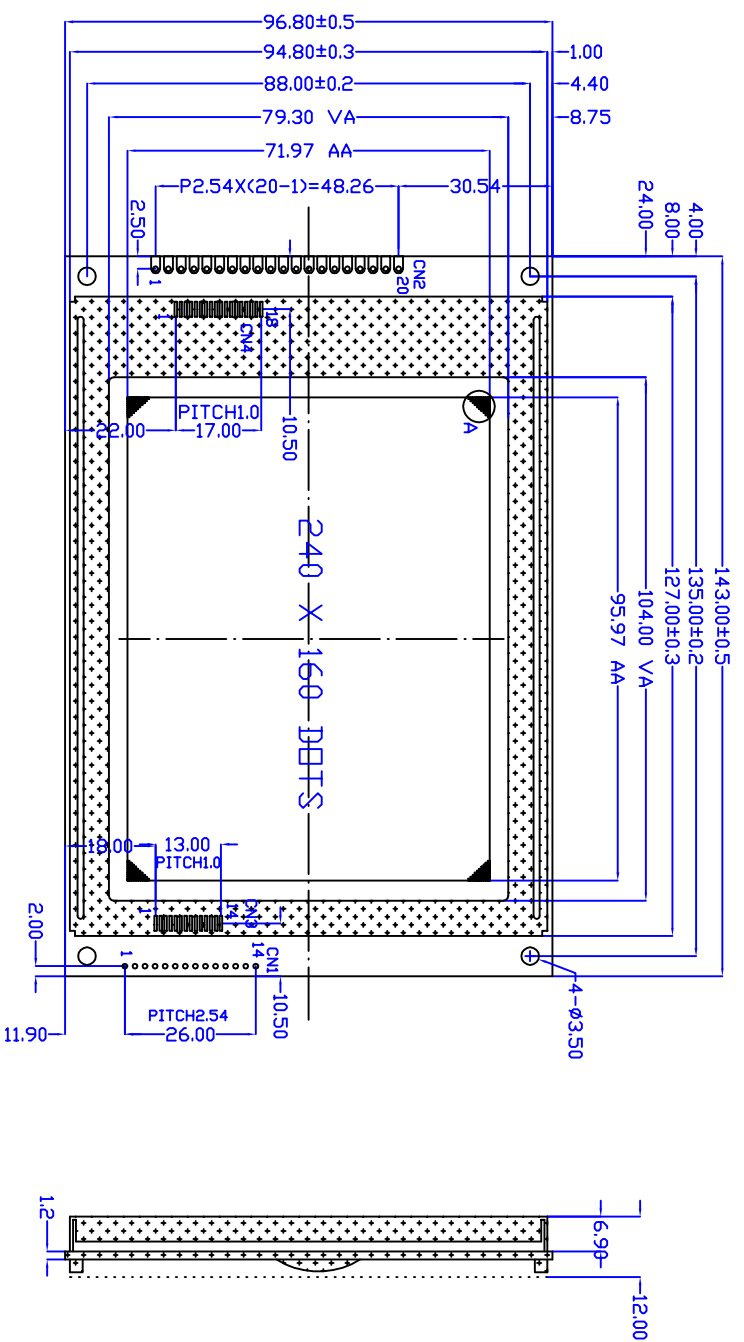 96.80±0.5
94.80±0.3
1.00
88.00±0.2
4.40
79.30 VA
8.75
71.97 AA
P2.54X(20-1)=48.26
30.54
2.50
24.00
8.00
4.00
CN2
1
20
1
18
CN4
PITCH1.0
22.00
17.00
10.50
A
240 X 160 DOTS
95.97 AA
104.00 VA
127.00±0.3
135.00±0.2
143.00±0.5
18.00
13.00
PITCH1.0
1
14
CN3
2.00
1
14
CN1
PITCH2.54
26.00
10.50
11.90
4-ø3.50
1.2
6.90
12.00